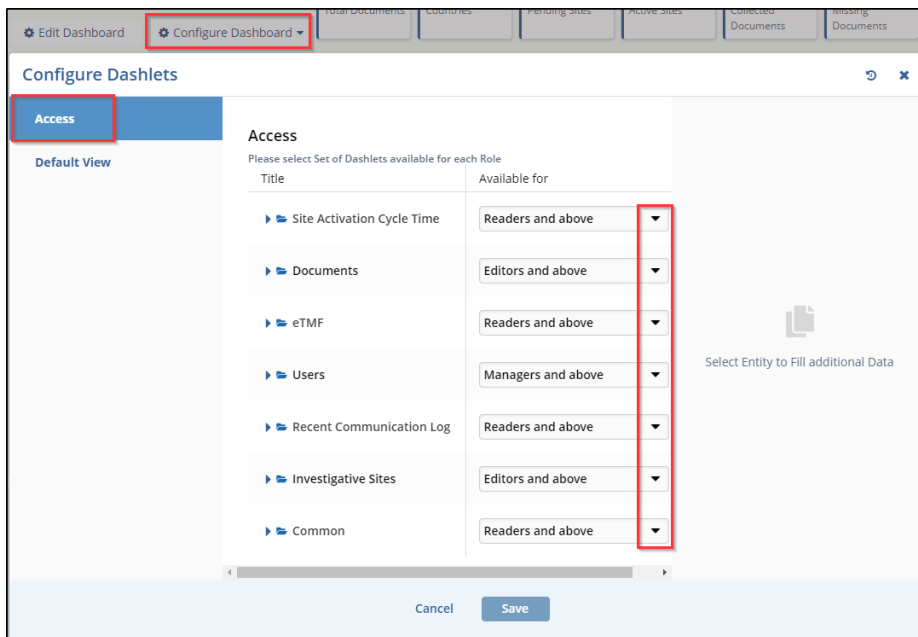 Total Documents Countries Pending Sites Active Sites Collected Documents Missing Documents
Edit Dashboard Configure Dashboard
Configure Dashlets
Access
Default View
Access
Please select Set of Dashlets available for each Role
Title Available for
Site Activation Cycle Time Readers and above
Documents Editors and above
eTMF Readers and above
Users Managers and above
Recent Communication Log Readers and above
Investigative Sites Editors and above
Common Readers and above
Select Entity to Fill additional Data
Cancel Save